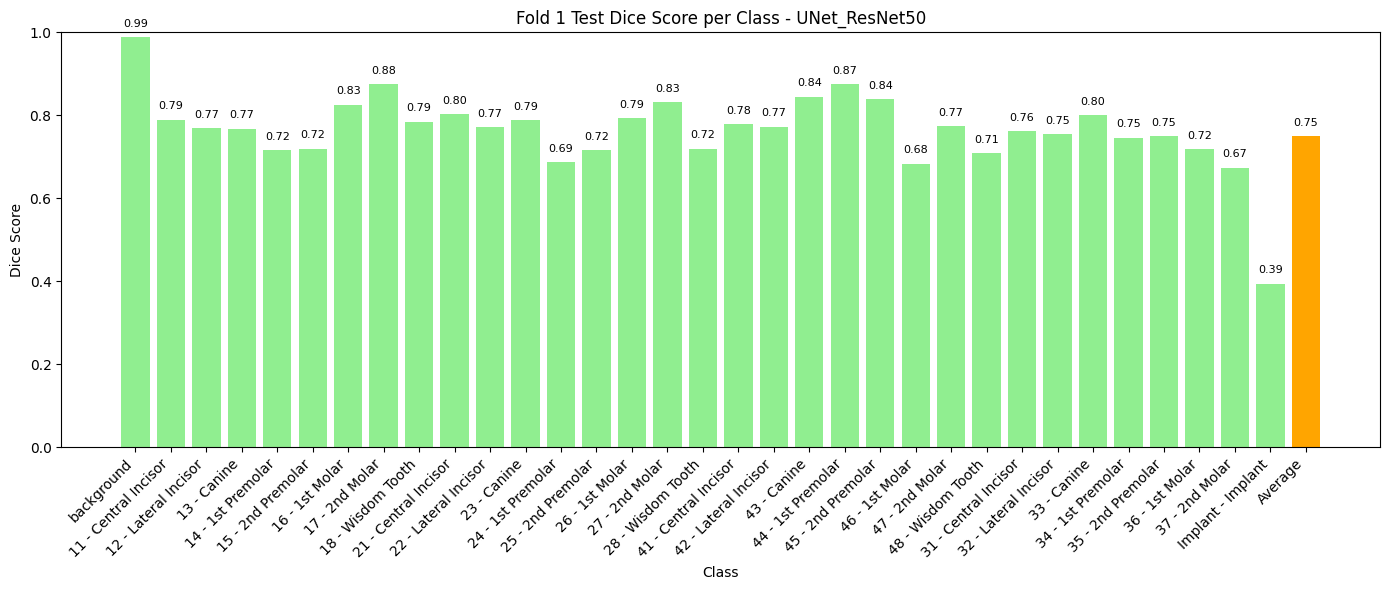 Fold 1 Test Dice Score per Class - UNet_ResNet50
Dice Score
1.0
0.8
0.6
0.4
0.2
0.0
0.99
0.79
0.77
0.77
0.72
0.72
0.83
0.88
0.79
0.80
0.77
0.79
0.69
0.72
0.79
0.83
0.72
0.78
0.77
0.84
0.87
0.84
0.68
0.77
0.71
0.76
0.75
0.80
0.75
0.75
0.72
0.67
0.39
0.75
background
11 - Central Incisor
12 - Lateral Incisor
13 - Canine
14 - 1st Premolar
15 - 2nd Premolar
16 - 1st Molar
17 - 2nd Molar
18 - Wisdom Tooth
21 - Central Incisor
22 - Lateral Incisor
23 - Canine
24 - 1st Premolar
25 - 2nd Premolar
26 - 1st Molar
27 - 2nd Molar
28 - Wisdom Tooth
41 - Central Incisor
42 - Lateral Incisor
43 - Canine
44 - 1st Premolar
45 - 2nd Premolar
46 - 1st Molar
47 - 2nd Molar
48 - Wisdom Tooth
31 - Central Incisor
32 - Lateral Incisor
33 - Canine
34 - 1st Premolar
35 - 2nd Premolar
36 - 1st Molar
37 - 2nd Molar
Implant - Implant
Average
Class